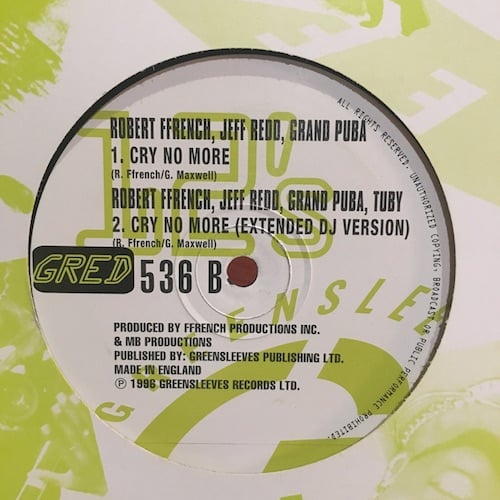 12's
ROBERT FFRENCH, JEFF REDD, GRAND PUBA
1. CRY NO MORE
(R. Ffrench/G. Maxwell)
ROBERT FFRENCH, JEFF REDD, GRAND PUBA, TUBY
2. CRY NO MORE (EXTENDED DJ VERSION)
(R. Ffrench/G. Maxwell)
GRED 536 B
PRODUCED BY FFRENCH PRODUCTIONS INC.
& MB PRODUCTIONS
PUBLISHED BY: GREENSLEEVES PUBLISHING LTD.
MADE IN ENGLAND
℗ 1996 GREENSLEEVES RECORDS LTD.
ALL RIGHTS RESERVED. UNAUTHORIZED COPYING, BROADCAST OR PUBLIC PERFORMANCE PROHIBITED.